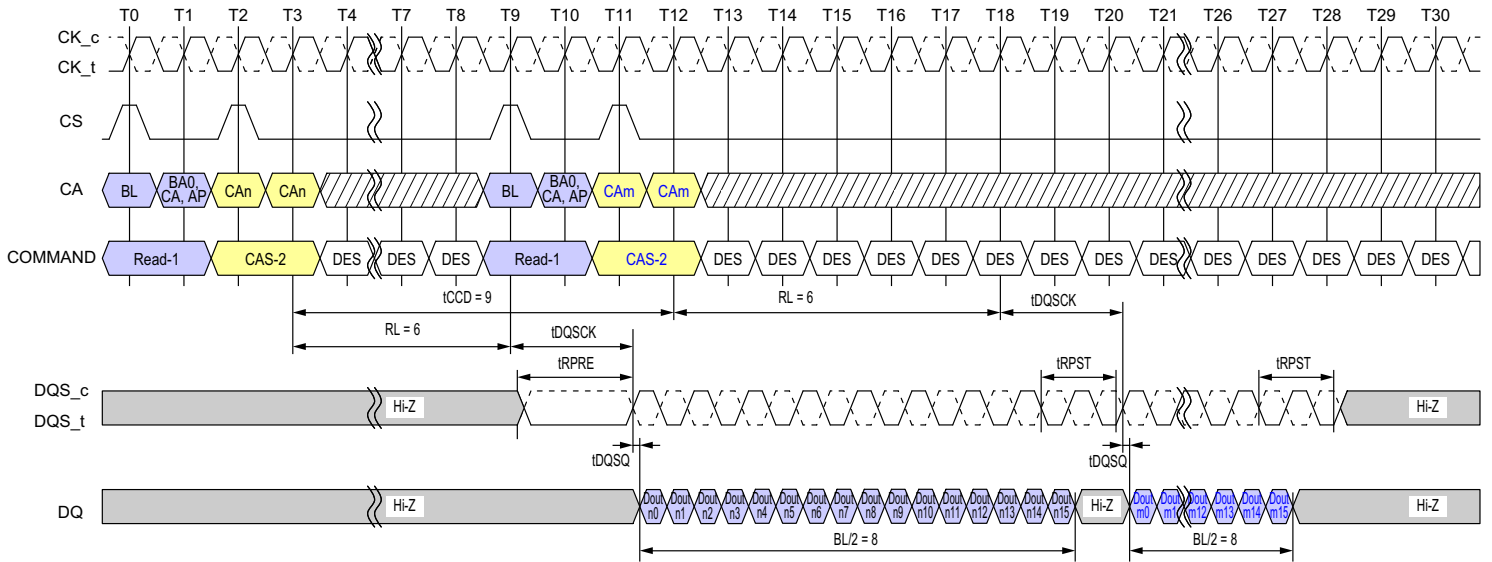 T0 T1 T2 T3 T4 T7 T8 T9 T10 T11 T12 T13 T14 T15 T16 T17 T18 T19 T20 T21 T26 T27 T28 T29 T30
CK_c
CK_t
CS
CA BL BA0, CA, AP CAn CAn BL BA0, CA, AP CAm CAm
COMMAND Read-1 CAS-2 DES DES DES Read-1 CAS-2 DES DES DES DES DES DES DES DES DES DES DES DES DES DES
tCCD = 9 RL = 6 tDQSCK
RL = 6 tDQSCK
tRPRE tRPST tRPST
DQS_c
DQS_t
Hi-Z Hi-Z
tDQSQ tDQSQ
DQ Hi-Z Dout n0 Dout n1 Dout n2 Dout n3 Dout n4 Dout n5 Dout n6 Dout n7 Dout n8 Dout n9 Dout n10 Dout n11 Dout n12 Dout n13 Dout n14 Dout n15 Hi-Z Dout m0 Dout m1 Dout m12 Dout m13 Dout m14 Dout m15 Hi-Z
BL/2 = 8 BL/2 = 8